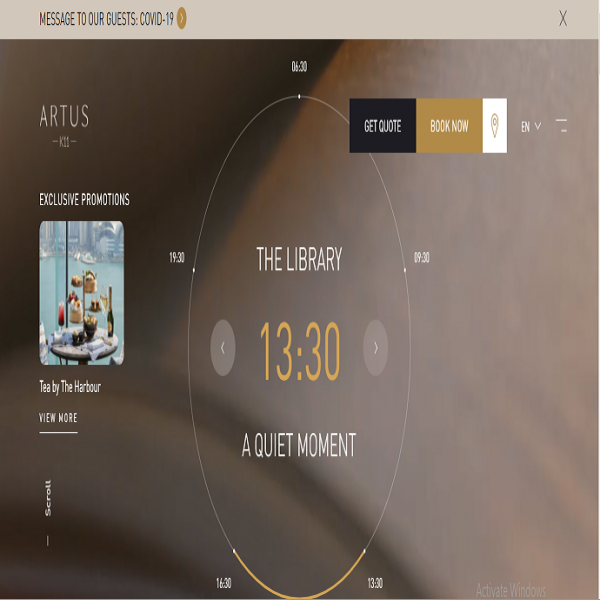 MESSAGE TO OUR GUESTS: COVID-19
06:30
ARTUS
K11
GET QUOTE
BOOK NOW
EN
EXCLUSIVE PROMOTIONS
19:30
THE LIBRARY
09:30
13:30
Tea by The Harbour
VIEW MORE
A QUIET MOMENT
Scroll
16:30
13:30
Activate Windows